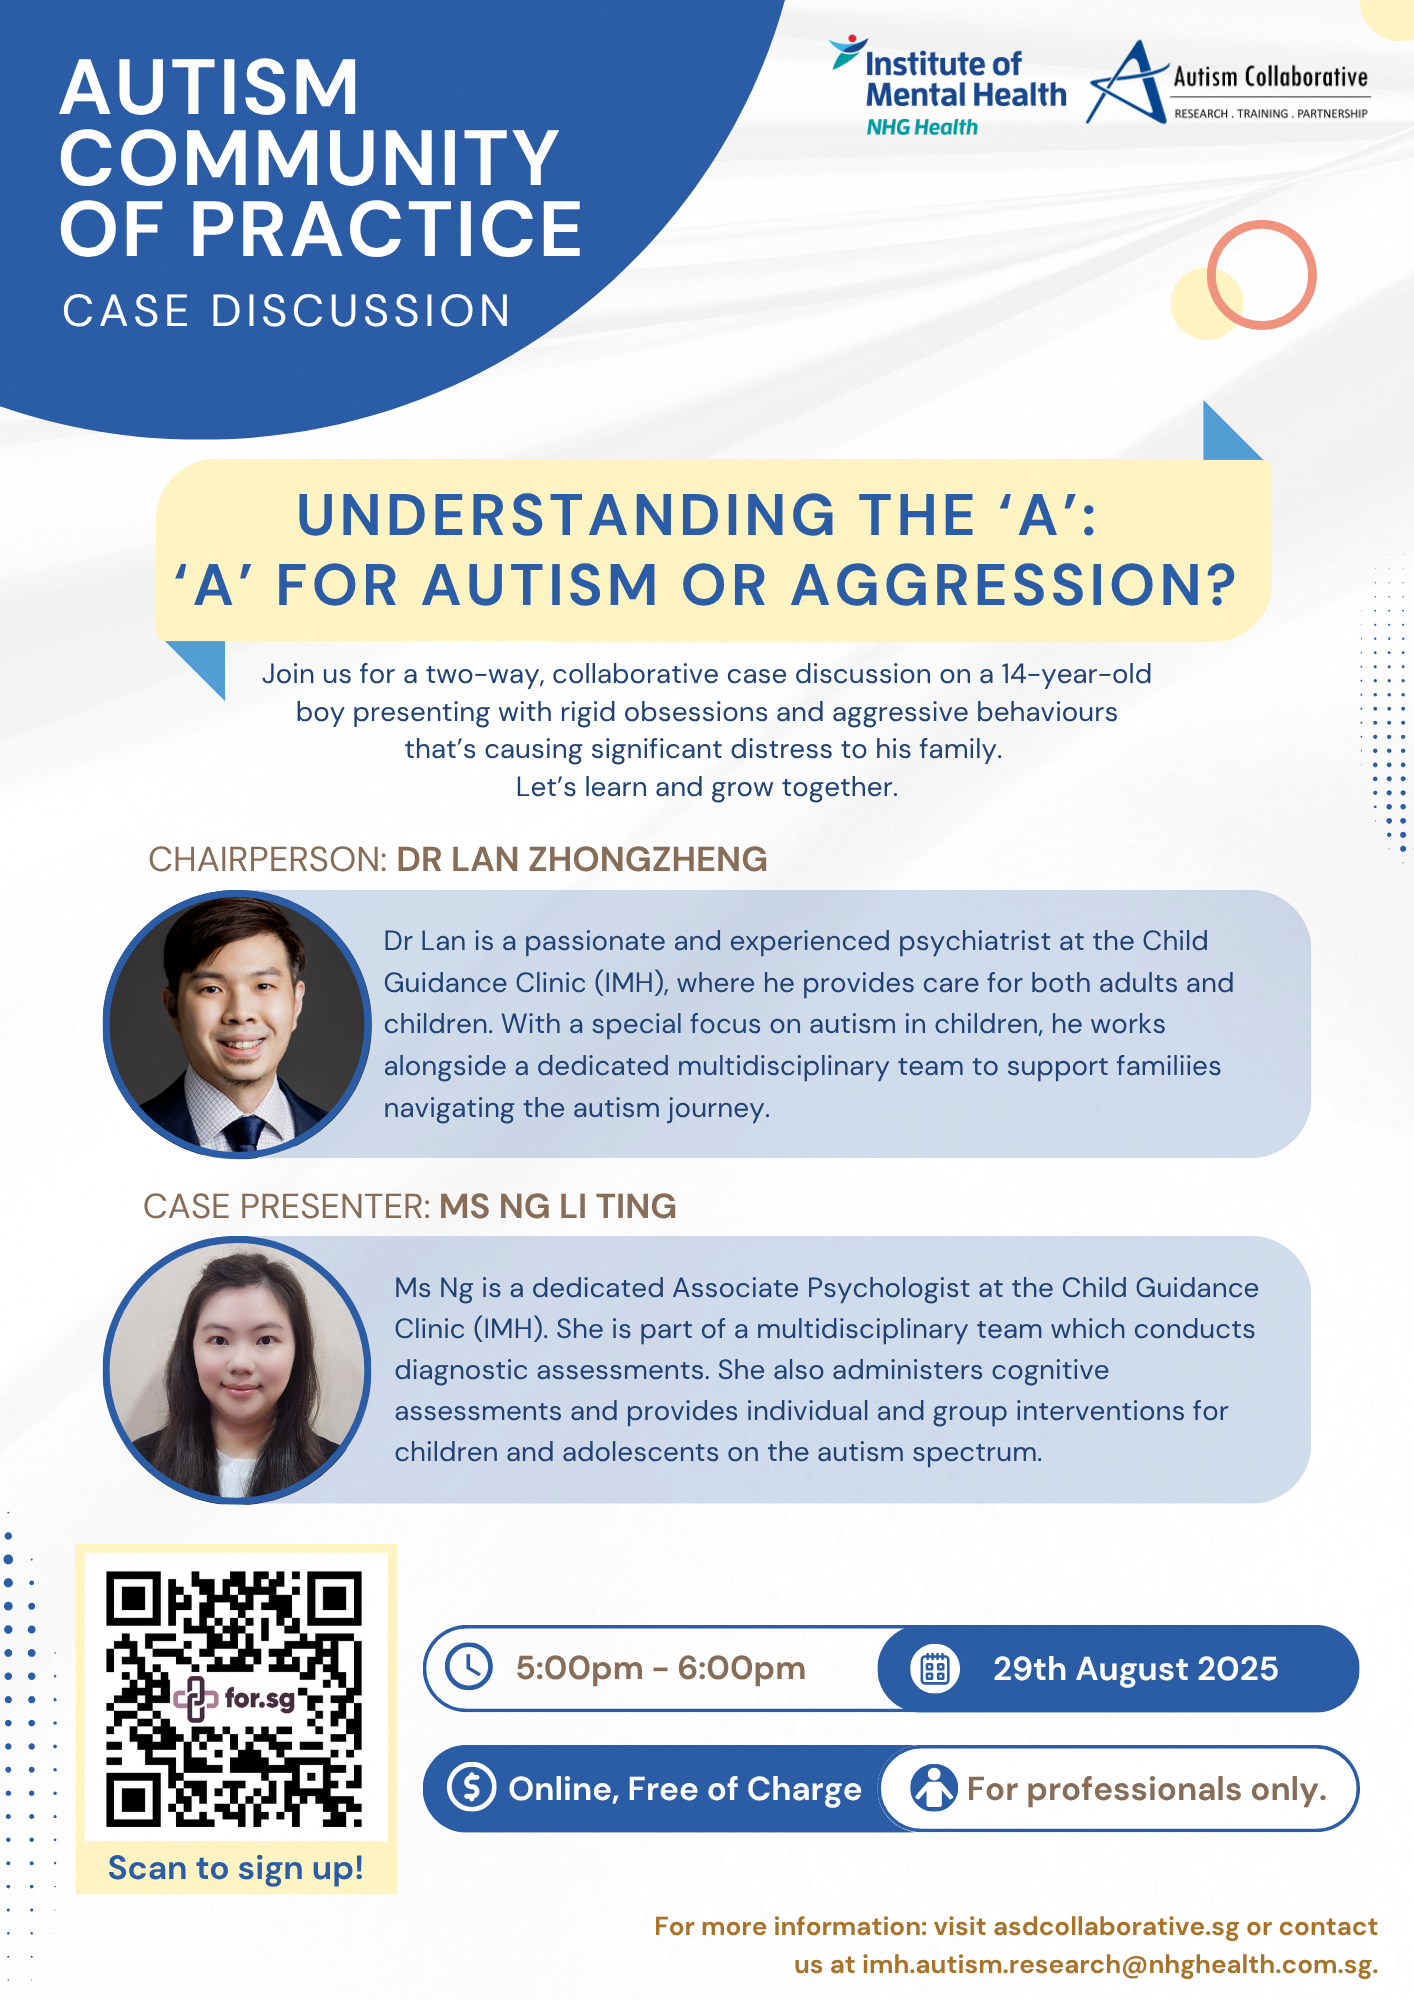 AUTISM
COMMUNITY
OF PRACTICE
CASE DISCUSSION
Institute of
Mental Health
NHG Health
Autism Collaborative
RESEARCH . TRAINING . PARTNERSHIP
UNDERSTANDING THE ‘A’:
‘A’ FOR AUTISM OR AGGRESSION?
Join us for a two-way, collaborative case discussion on a 14-year-old
boy presenting with rigid obsessions and aggressive behaviours
that’s causing significant distress to his family.
Let’s learn and grow together.
CHAIRPERSON: DR LAN ZHONGZHENG
Dr Lan is a passionate and experienced psychiatrist at the Child
Guidance Clinic (IMH), where he provides care for both adults and
children. With a special focus on autism in children, he works
alongside a dedicated multidisciplinary team to support familiies
navigating the autism journey.
CASE PRESENTER: MS NG LI TING
Ms Ng is a dedicated Associate Psychologist at the Child Guidance
Clinic (IMH). She is part of a multidisciplinary team which conducts
diagnostic assessments. She also administers cognitive
assessments and provides individual and group interventions for
children and adolescents on the autism spectrum.
for.sg
Scan to sign up!
5:00pm - 6:00pm
29th August 2025
Online, Free of Charge
For professionals only.
For more information: visit asdcollaborative.sg or contact
us at imh.autism.research@nhghealth.com.sg.